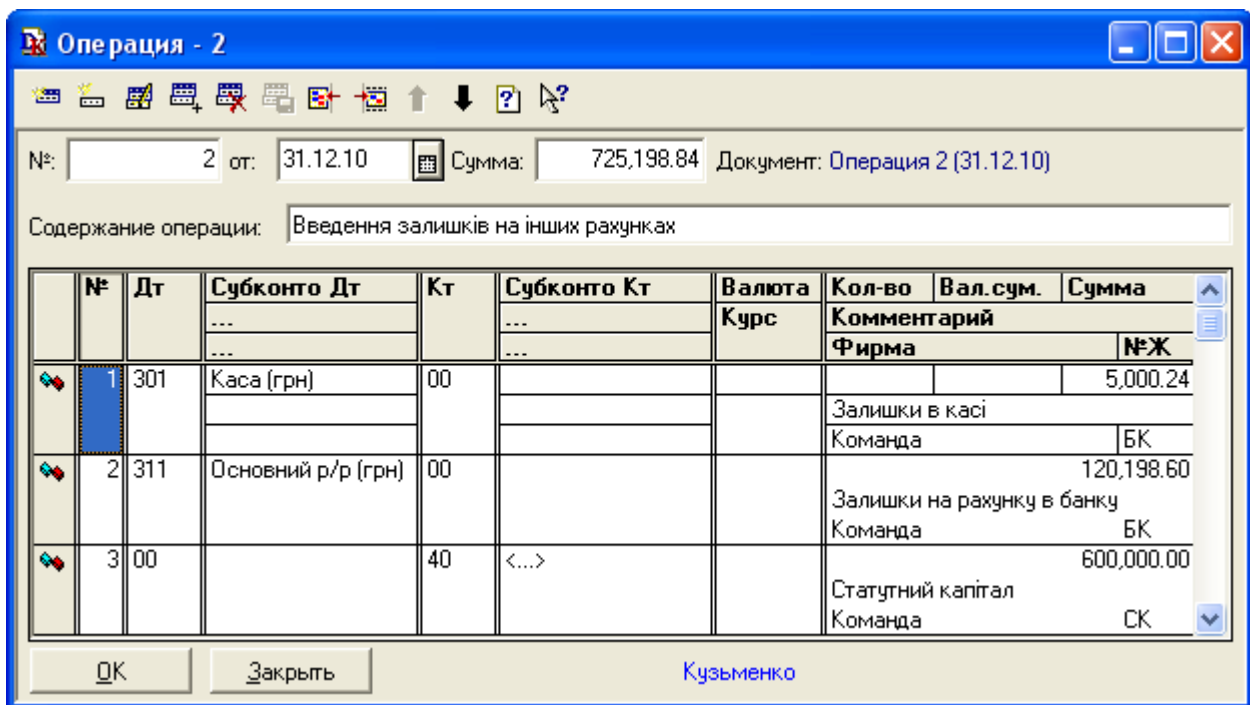 Операция - 2
№: 2 от: 31.12.10 Сумма: 725,198.84 Документ: Операция 2 (31.12.10)
Содержание операции: Введення залишків на інших рахунках
№ Дт Субконто Дт Кт Субконто Кт Валюта Кол-во Вал.сум. Сумма
... ... Курс Комментарий
... ... Фирма №Ж
1 301 Каса (грн) 00 5,000.24
Залишки в касі
Команда БК
2 311 Основний р/р (грн) 00 120,198.60
Залишки на рахунку в банку
Команда БК
3 00 40 <...> 600,000.00
Статутний капітал
Команда СК
OK Закрыть Кузьменко